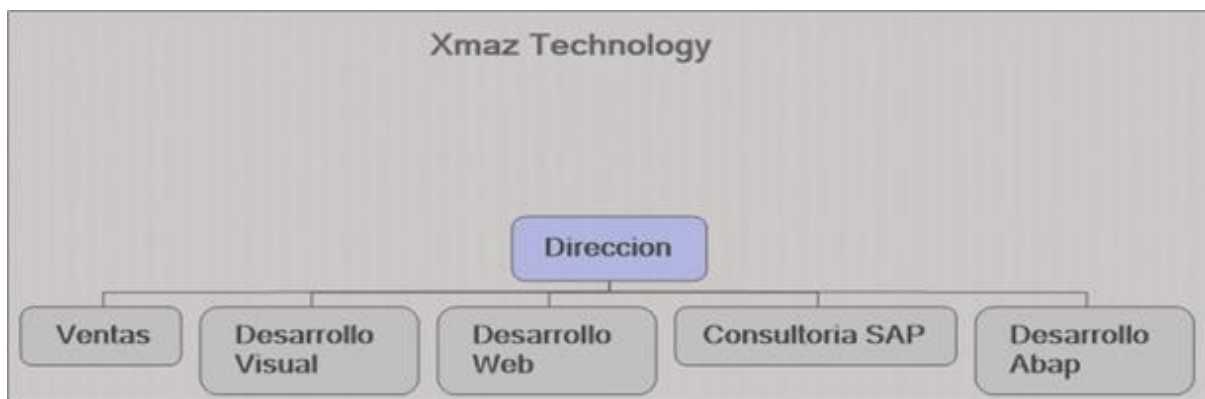 Xmaz Technology
Direccion
Ventas
Desarrollo
Visual
Desarrollo
Web
Consultoria SAP
Desarrollo
Abap